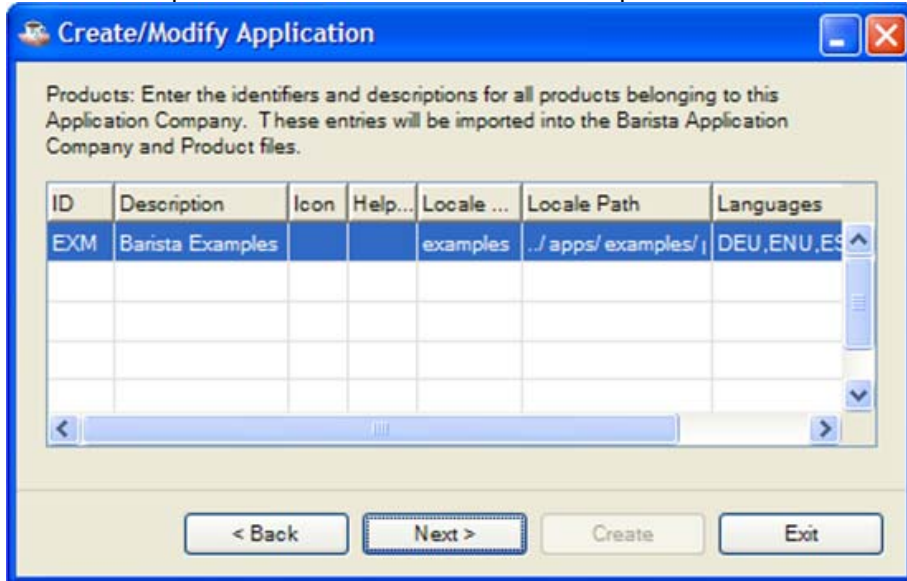 Create/Modify Application
Products: Enter the identifiers and descriptions for all products belonging to this
Application Company. These entries will be imported into the Barista Application
Company and Product files.
ID Description Icon Help... Locale ... Locale Path Languages
EXM Barista Examples examples ../apps/examples/ DEU,ENU,ES
< Back Next > Create Exit